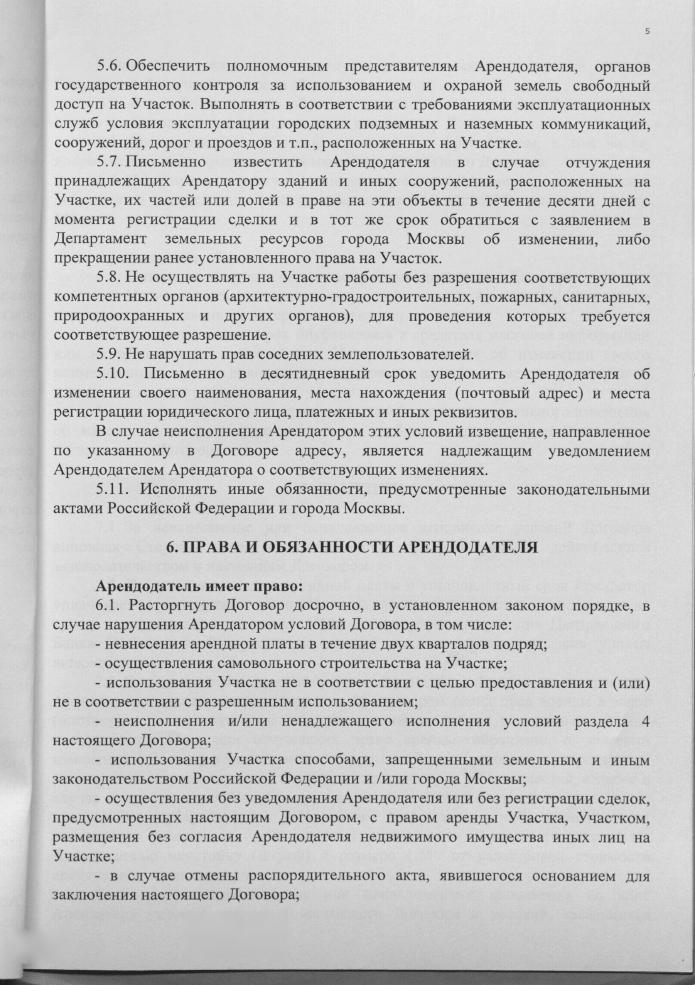 5
5.6. Обеспечить полномочным представителям Арендодателя, органов
государственного контроля за использованием и охраной земель свободный
доступ на Участок. Выполнять в соответствии с требованиями эксплуатационных
служб условия эксплуатации городских подземных и наземных коммуникаций,
сооружений, дорог и проездов и т.п., расположенных на Участке.
5.7. Письменно известить Арендодателя в случае отчуждения
принадлежащих Арендатору зданий и иных сооружений, расположенных на
Участке, их частей или долей в праве на эти объекты в течение десяти дней с
момента регистрации сделки и в тот же срок обратиться с заявлением в
Департамент земельных ресурсов города Москвы об изменении, либо
прекращении ранее установленного права на Участок.
5.8. Не осуществлять на Участке работы без разрешения соответствующих
компетентных органов (архитектурно-градостроительных, пожарных, санитарных,
природоохранных и других органов), для проведения которых требуется
соответствующее разрешение.
5.9. Не нарушать прав соседних землепользователей.
5.10. Письменно в десятидневный срок уведомить Арендодателя об
изменении своего наименования, места нахождения (почтовый адрес) и места
регистрации юридического лица, платежных и иных реквизитов.
В случае неисполнения Арендатором этих условий извещение, направленное
по указанному в Договоре адресу, является надлежащим уведомлением
Арендодателем Арендатора о соответствующих изменениях.
5.11. Исполнять иные обязанности, предусмотренные законодательными
актами Российской Федерации и города Москвы.
6. ПРАВА И ОБЯЗАННОСТИ АРЕНДОДАТЕЛЯ
Арендодатель имеет право:
6.1. Расторгнуть Договор досрочно, в установленном законом порядке, в
случае нарушения Арендатором условий Договора, в том числе:
- невнесения арендной платы в течение двух кварталов подряд;
- осуществления самовольного строительства на Участке;
- использования Участка не в соответствии с целью предоставления и (или)
не в соответствии с разрешенным использованием;
- неисполнения и/или ненадлежащего исполнения условий раздела 4
настоящего Договора;
- использования Участка способами, запрещенными земельным и иным
законодательством Российской Федерации и /или города Москвы;
- осуществления без уведомления Арендодателя или без регистрации сделок,
предусмотренных настоящим Договором, с правом аренды Участка, Участком,
размещения без согласия Арендодателя недвижимого имущества иных лиц на
Участке;
- в случае отмены распорядительного акта, явившегося основанием для
заключения настоящего Договора;